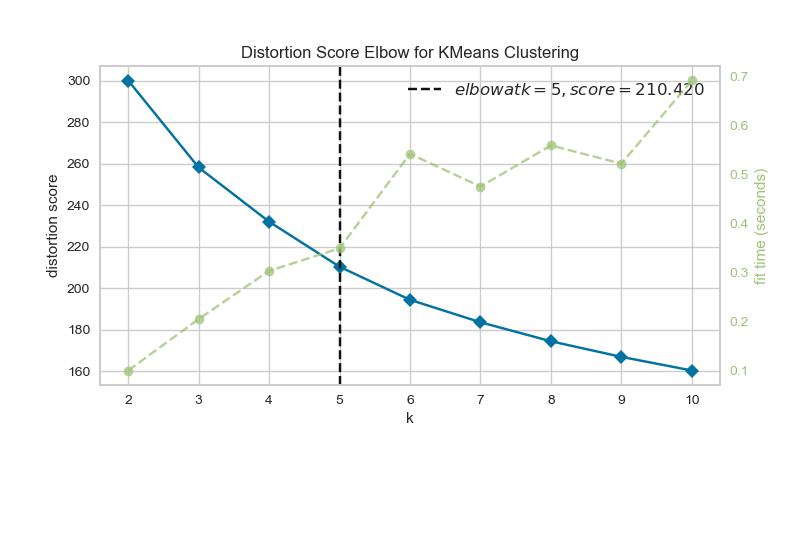 Distortion Score Elbow for KMeans Clustering
elbowatk = 5, score = 210.420
distortion score
300
280
260
240
220
200
180
160
0.7
0.6
0.5
0.4
0.3
0.2
0.1
fit time (seconds)
2 3 4 5 6 7 8 9 10
k